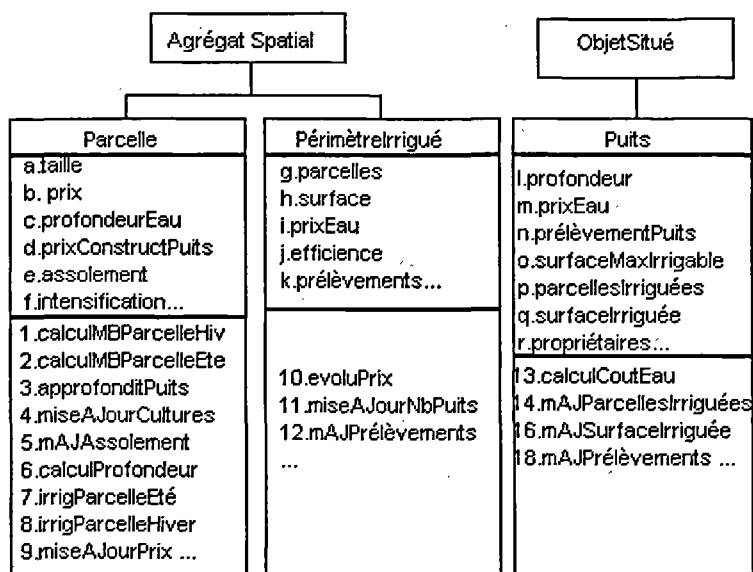 Agrégat Spatial
ObjetSitué
Parcelle
a.taille
b. prix
c.profondeurEau
d.prixConstructPuits
e.assolement
f.intensification...
1.calculMBParcelleHiv
2.calculMBParcelleEte
3.approfonditPuits
4.miseAJourCultures
5.mAJAssolement
6.calculProfondeur
7.irrigParcelleEté
8.irrigParcelleHiver
9.miseAJourPrix ...
PérimètreIrrigué
g.parcelles
h.surface
i.prixEau
j.efficience
k.prélèvements...
10.evoluPrix
11.miseAJourNbPuits
12.mAJPrélèvements
...
Puits
l.profondeur
m.prixEau
n.prélèvementPuits
o.surfaceMaxIrrigable
p.parcellesIrriguées
q.surfaceIrriguée
r.propriétaires...
13.calculCoutEau
14.mAJParcellesIrriguées
16.mAJSurfaceIrriguée
18.mAJPrélèvements ...